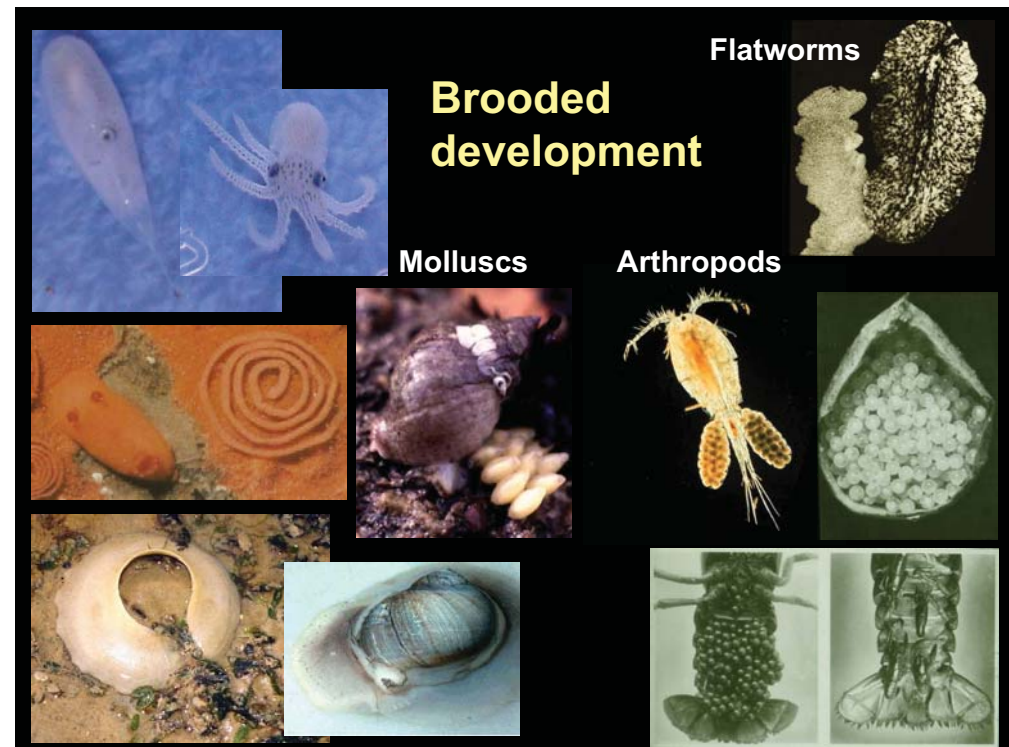 Flatworms
Brooded
development
Molluscs
Arthropods